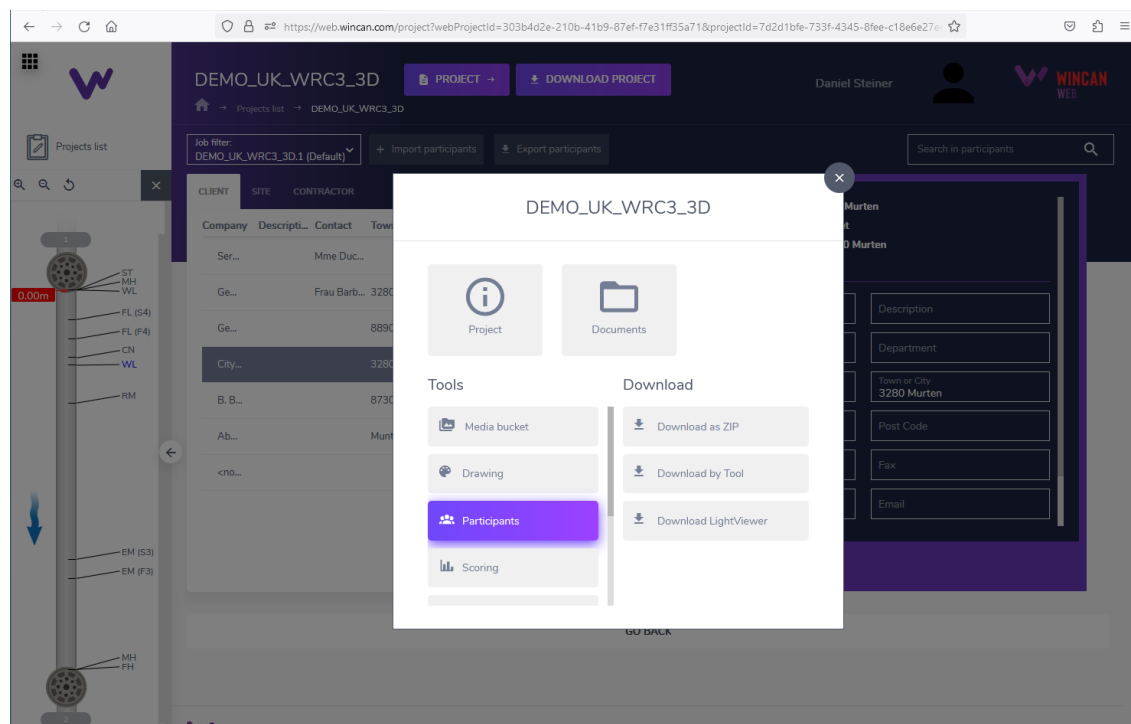 https://web.wincan.com/project?webProjectId=303b4d2e-210b-41b9-87ef-f7e31ff35a71&projectId=7d2d1bfe-733f-4345-8fee-c18e6e27e
DEMO_UK_WRC3_3D
PROJECT →
DOWNLOAD PROJECT
Daniel Steiner
WINCAN
WEB
→ Projects list → DEMO_UK_WRC3_3D
Projects list
Job filter:
DEMO_UK_WRC3_3D.1 (Default)
+ Import participants
Export participants
Search in participants
CLIENT SITE CONTRACTOR
Company Descripti... Contact Tow
Ser... Mme Duc...
Ge... Frau Barb... 3280
Ge... 8890
City... 3280
B. B... 8730
Ab... Munt
<no...
1
ST
MH
WL
0.00m
FL (S4)
FL (F4)
CN
WL
RM
EM (S3)
EM (F3)
MH
FH
2
DEMO_UK_WRC3_3D
Project
Documents
Tools
Media bucket
Drawing
Participants
Scoring
Download
Download as ZIP
Download by Tool
Download LightViewer
Murten
et
0 Murten
Description
Department
Town or City
3280 Murten
Post Code
Fax
Email
GO BACK